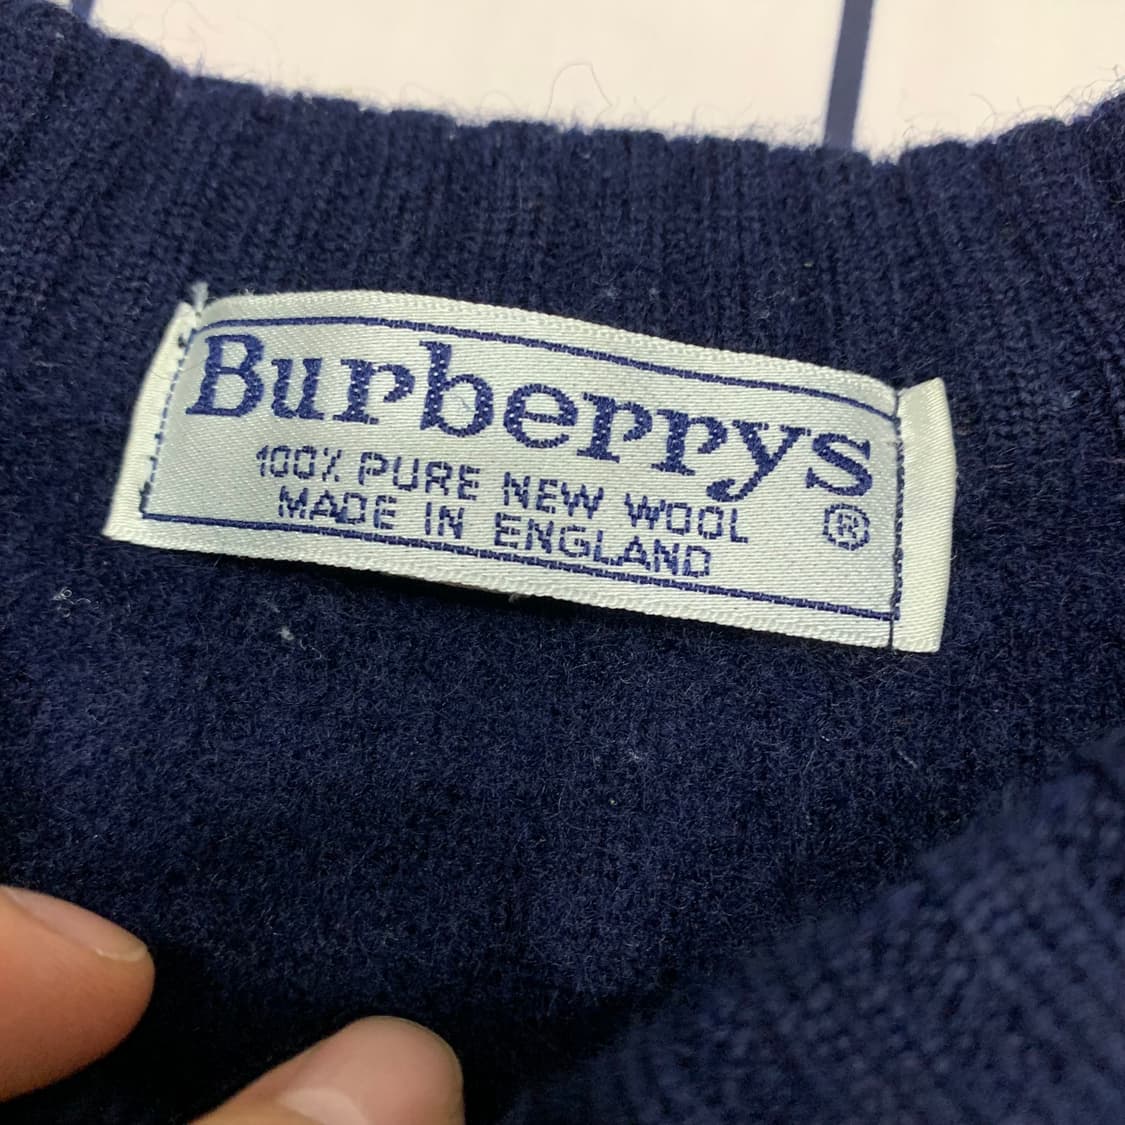 Burberrys
100% PURE NEW WOOL ®
MADE IN ENGLAND